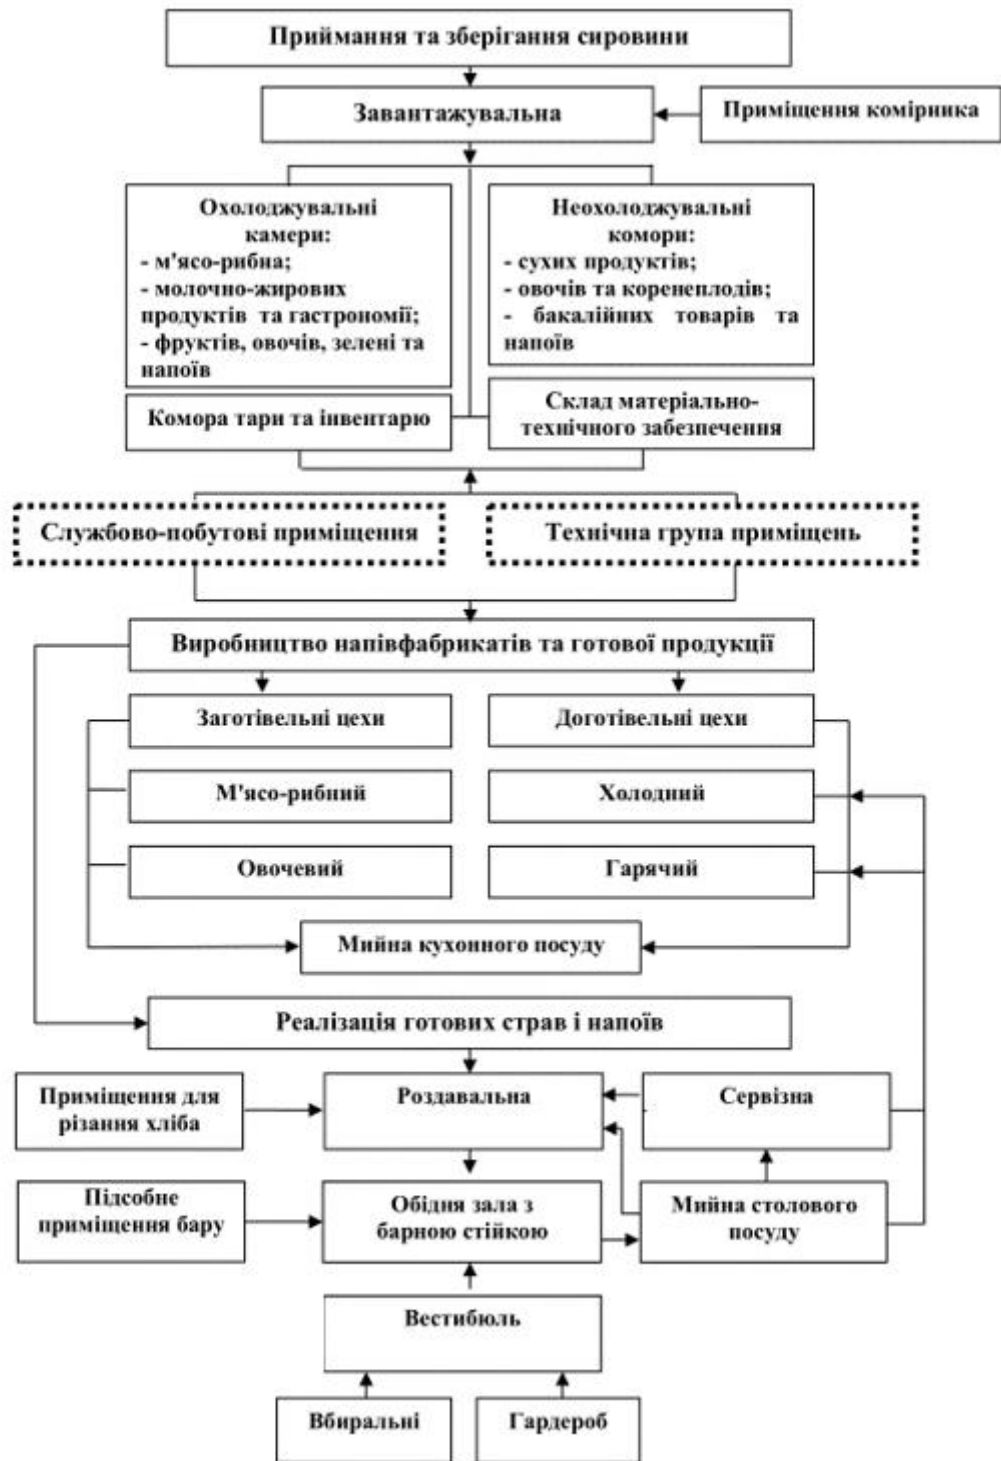 Приймання та зберігання сировини
Завантажувальна
Приміщення комірника
Охолоджувальні
камери:
- м'ясо-рибна;
- молочно-жирових
продуктів та гастрономії;
- фруктів, овочів, зелені та
напоїв
Неохолоджувальні
комори:
- сухих продуктів;
- овочів та коренеплодів;
- бакалійних товарів та
напоїв
Комора тари та інвентарю
Склад матеріально-
технічного забезпечення
Службово-побутові приміщення
Технічна група приміщень
Виробництво напівфабрикатів та готової продукції
Заготівельні цехи
Доготівельні цехи
М'ясо-рибний
Холодний
Овочевий
Гарячий
Мийна кухонного посуду
Реалізація готових страв і напоїв
Приміщення для
різання хліба
Роздавальна
Сервізна
Підсобне
приміщення бару
Обідня зала з
барною стійкою
Мийна столового
посуду
Вестибюль
Вбиральні
Гардероб